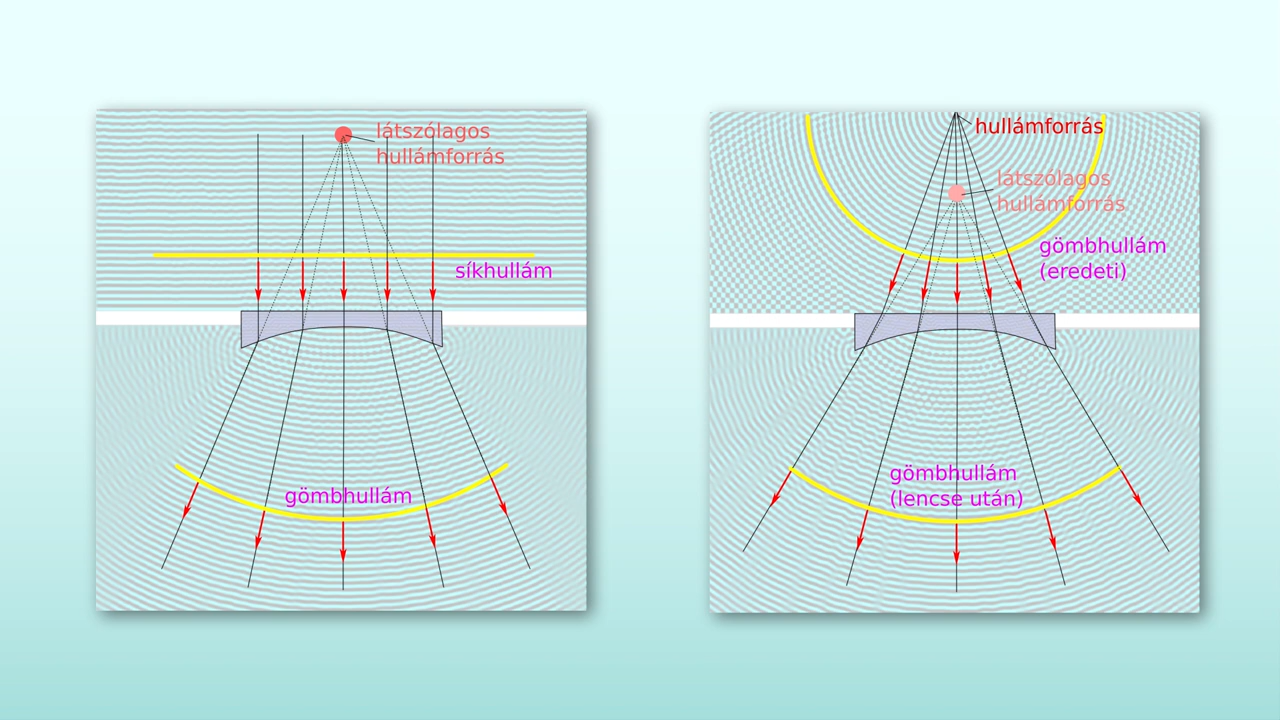 látszólagos
hullámforrás
síkhullám
gömbhullám
hullámforrás
látszólagos
hullámforrás
gömbhullám
(eredeti)
gömbhullám
(lencse után)